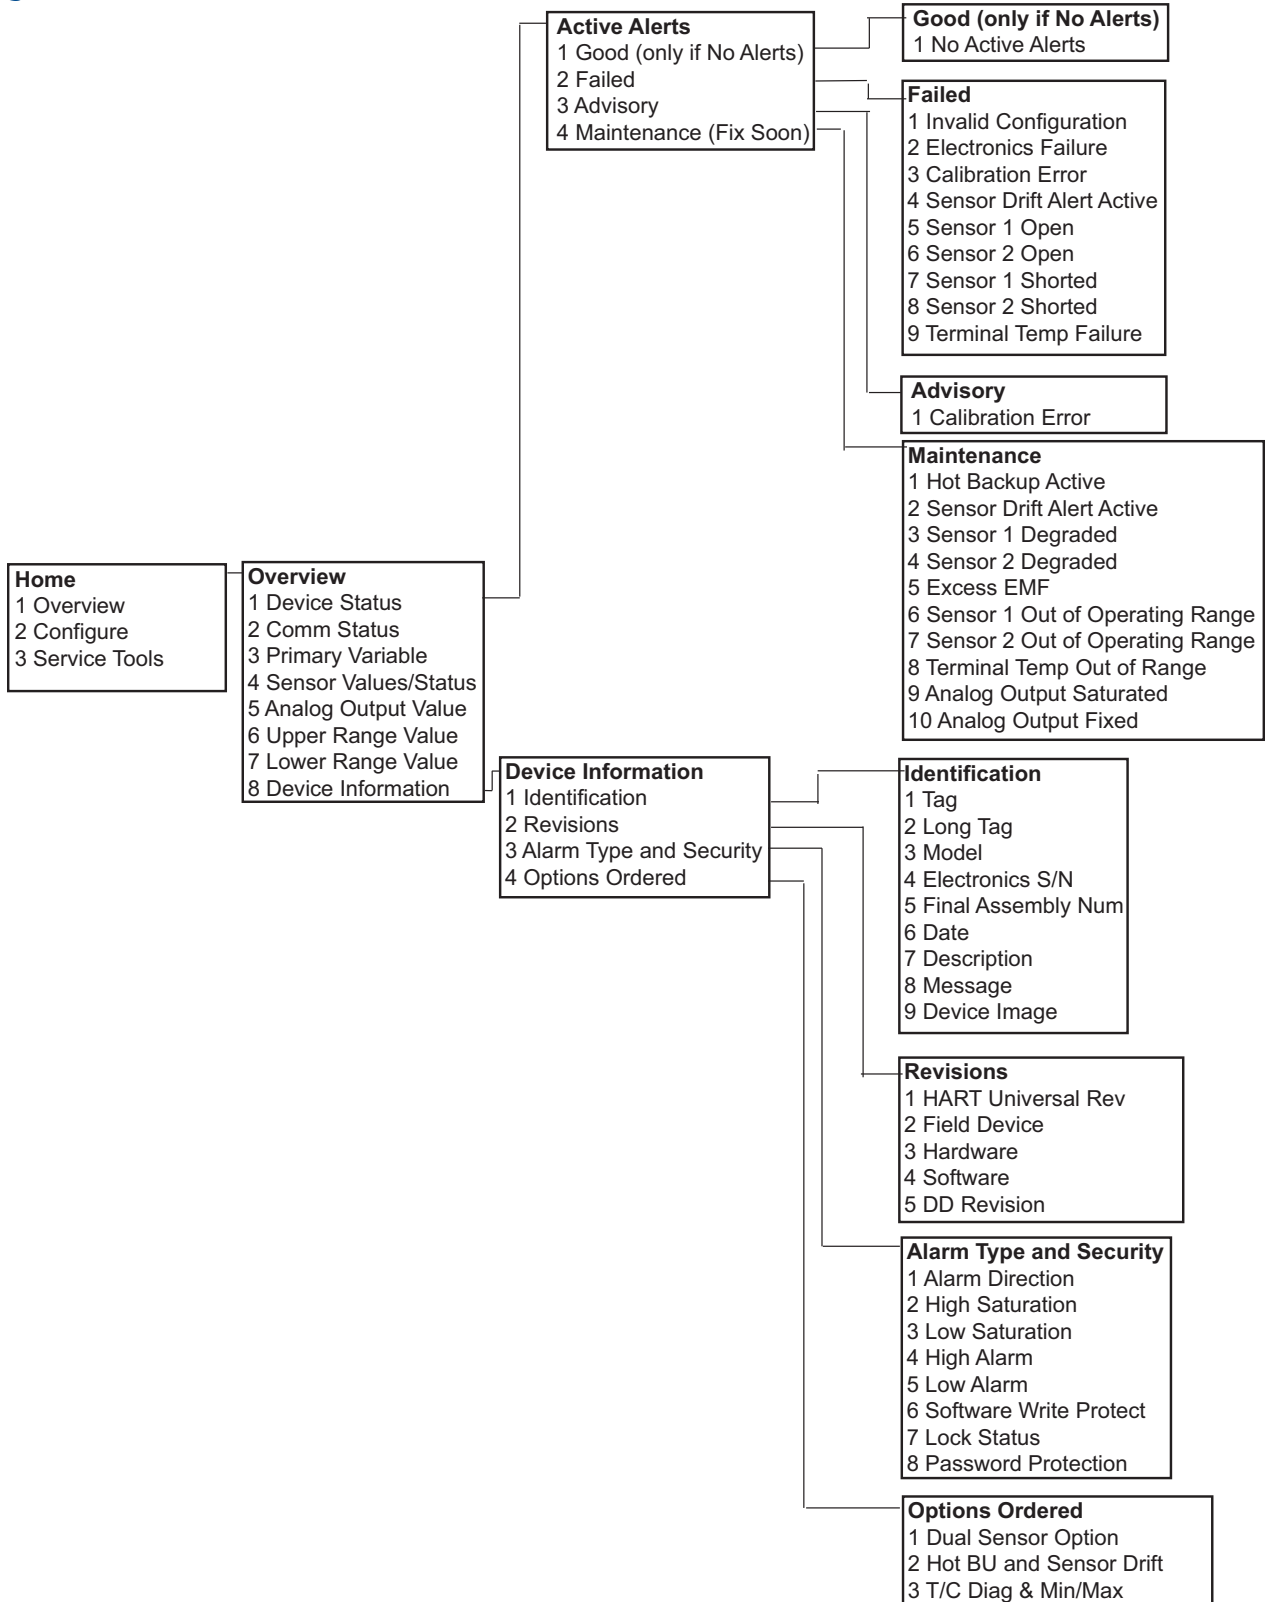 Active Alerts
1 Good (only if No Alerts)
2 Failed
3 Advisory
4 Maintenance (Fix Soon)
Good (only if No Alerts)
1 No Active Alerts
Failed
1 Invalid Configuration
2 Electronics Failure
3 Calibration Error
4 Sensor Drift Alert Active
5 Sensor 1 Open
6 Sensor 2 Open
7 Sensor 1 Shorted
8 Sensor 2 Shorted
9 Terminal Temp Failure
Advisory
1 Calibration Error
Maintenance
1 Hot Backup Active
2 Sensor Drift Alert Active
3 Sensor 1 Degraded
4 Sensor 2 Degraded
5 Excess EMF
6 Sensor 1 Out of Operating Range
7 Sensor 2 Out of Operating Range
8 Terminal Temp Out of Range
9 Analog Output Saturated
10 Analog Output Fixed
Home
1 Overview
2 Configure
3 Service Tools
Overview
1 Device Status
2 Comm Status
3 Primary Variable
4 Sensor Values/Status
5 Analog Output Value
6 Upper Range Value
7 Lower Range Value
8 Device Information
Device Information
1 Identification
2 Revisions
3 Alarm Type and Security
4 Options Ordered
Identification
1 Tag
2 Long Tag
3 Model
4 Electronics S/N
5 Final Assembly Num
6 Date
7 Description
8 Message
9 Device Image
Revisions
1 HART Universal Rev
2 Field Device
3 Hardware
4 Software
5 DD Revision
Alarm Type and Security
1 Alarm Direction
2 High Saturation
3 Low Saturation
4 High Alarm
5 Low Alarm
6 Software Write Protect
7 Lock Status
8 Password Protection
Options Ordered
1 Dual Sensor Option
2 Hot BU and Sensor Drift
3 T/C Diag & Min/Max